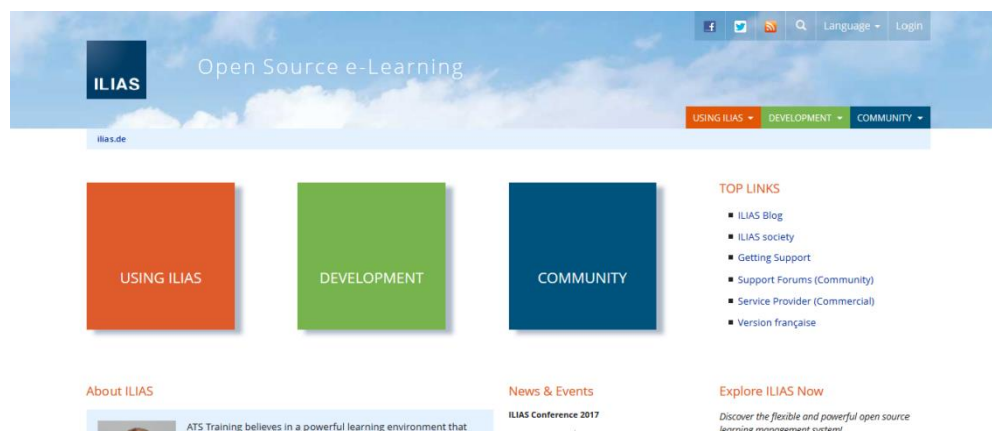 Language
Login
ILIAS
Open Source e-Learning
USING ILIAS
DEVELOPMENT
COMMUNITY
ilias.de
USING ILIAS
DEVELOPMENT
COMMUNITY
TOP LINKS
ILIAS Blog
ILIAS society
Getting Support
Support Forums (Community)
Service Provider (Commercial)
Version française
About ILIAS
ATS Training believes in a powerful learning environment that
News & Events
ILIAS Conference 2017
Explore ILIAS Now
Discover the flexible and powerful open source
learning management system!